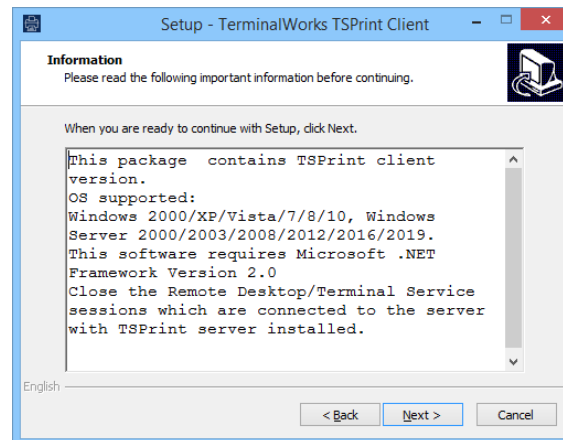 Setup - TerminalWorks TSPrint Client
Information
Please read the following important information before continuing.
When you are ready to continue with Setup, click Next.
This package  contains TSPrint client
version.
OS supported:
Windows 2000/XP/Vista/7/8/10, Windows
Server 2000/2003/2008/2012/2016/2019.
This software requires Microsoft .NET
Framework Version 2.0
Close the Remote Desktop/Terminal Service
sessions which are connected to the server
with TSPrint server installed.
English
< Back Next > Cancel